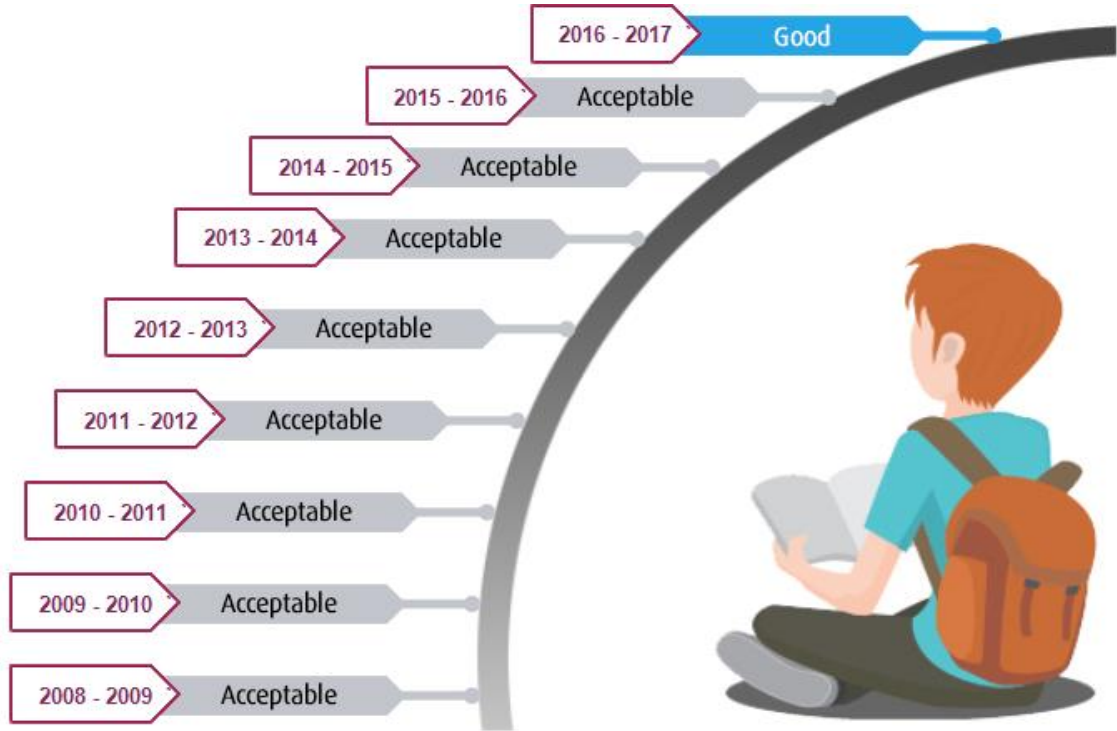 2016 - 2017 Good
2015 - 2016 Acceptable
2014 - 2015 Acceptable
2013 - 2014 Acceptable
2012 - 2013 Acceptable
2011 - 2012 Acceptable
2010 - 2011 Acceptable
2009 - 2010 Acceptable
2008 - 2009 Acceptable